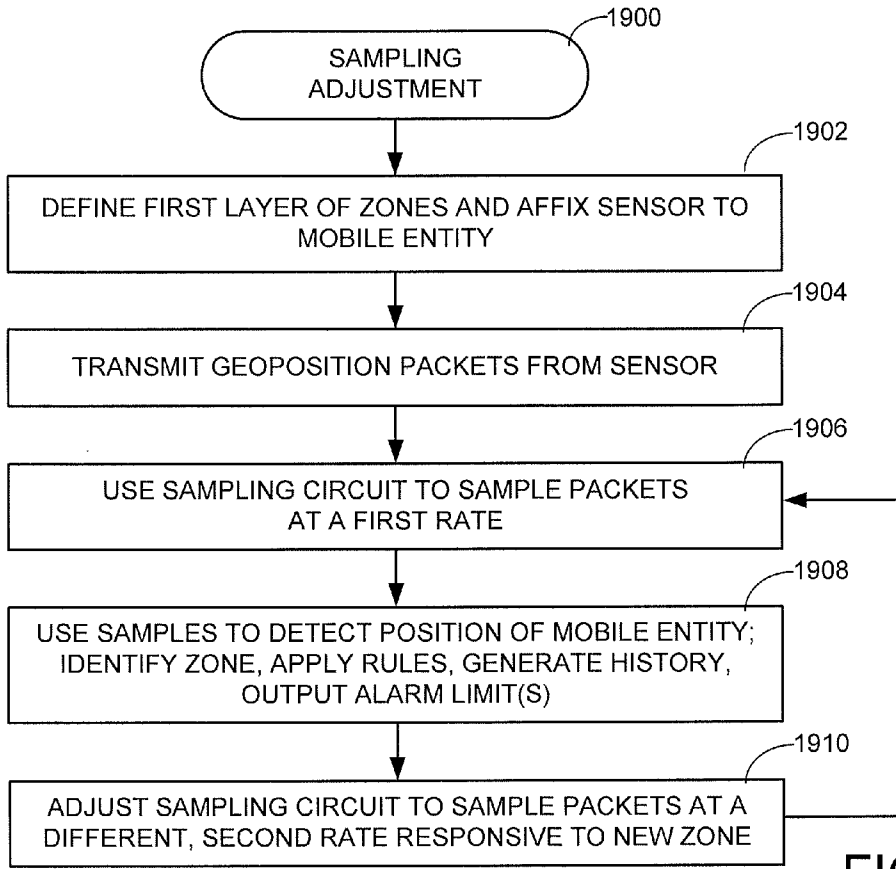 1900
SAMPLING
ADJUSTMENT
1902
DEFINE FIRST LAYER OF ZONES AND AFFIX SENSOR TO
MOBILE ENTITY
1904
TRANSMIT GEOPOSITION PACKETS FROM SENSOR
1906
USE SAMPLING CIRCUIT TO SAMPLE PACKETS
AT A FIRST RATE
1908
USE SAMPLES TO DETECT POSITION OF MOBILE ENTITY;
IDENTIFY ZONE, APPLY RULES, GENERATE HISTORY,
OUTPUT ALARM LIMIT(S)
1910
ADJUST SAMPLING CIRCUIT TO SAMPLE PACKETS AT A
DIFFERENT, SECOND RATE RESPONSIVE TO NEW ZONE